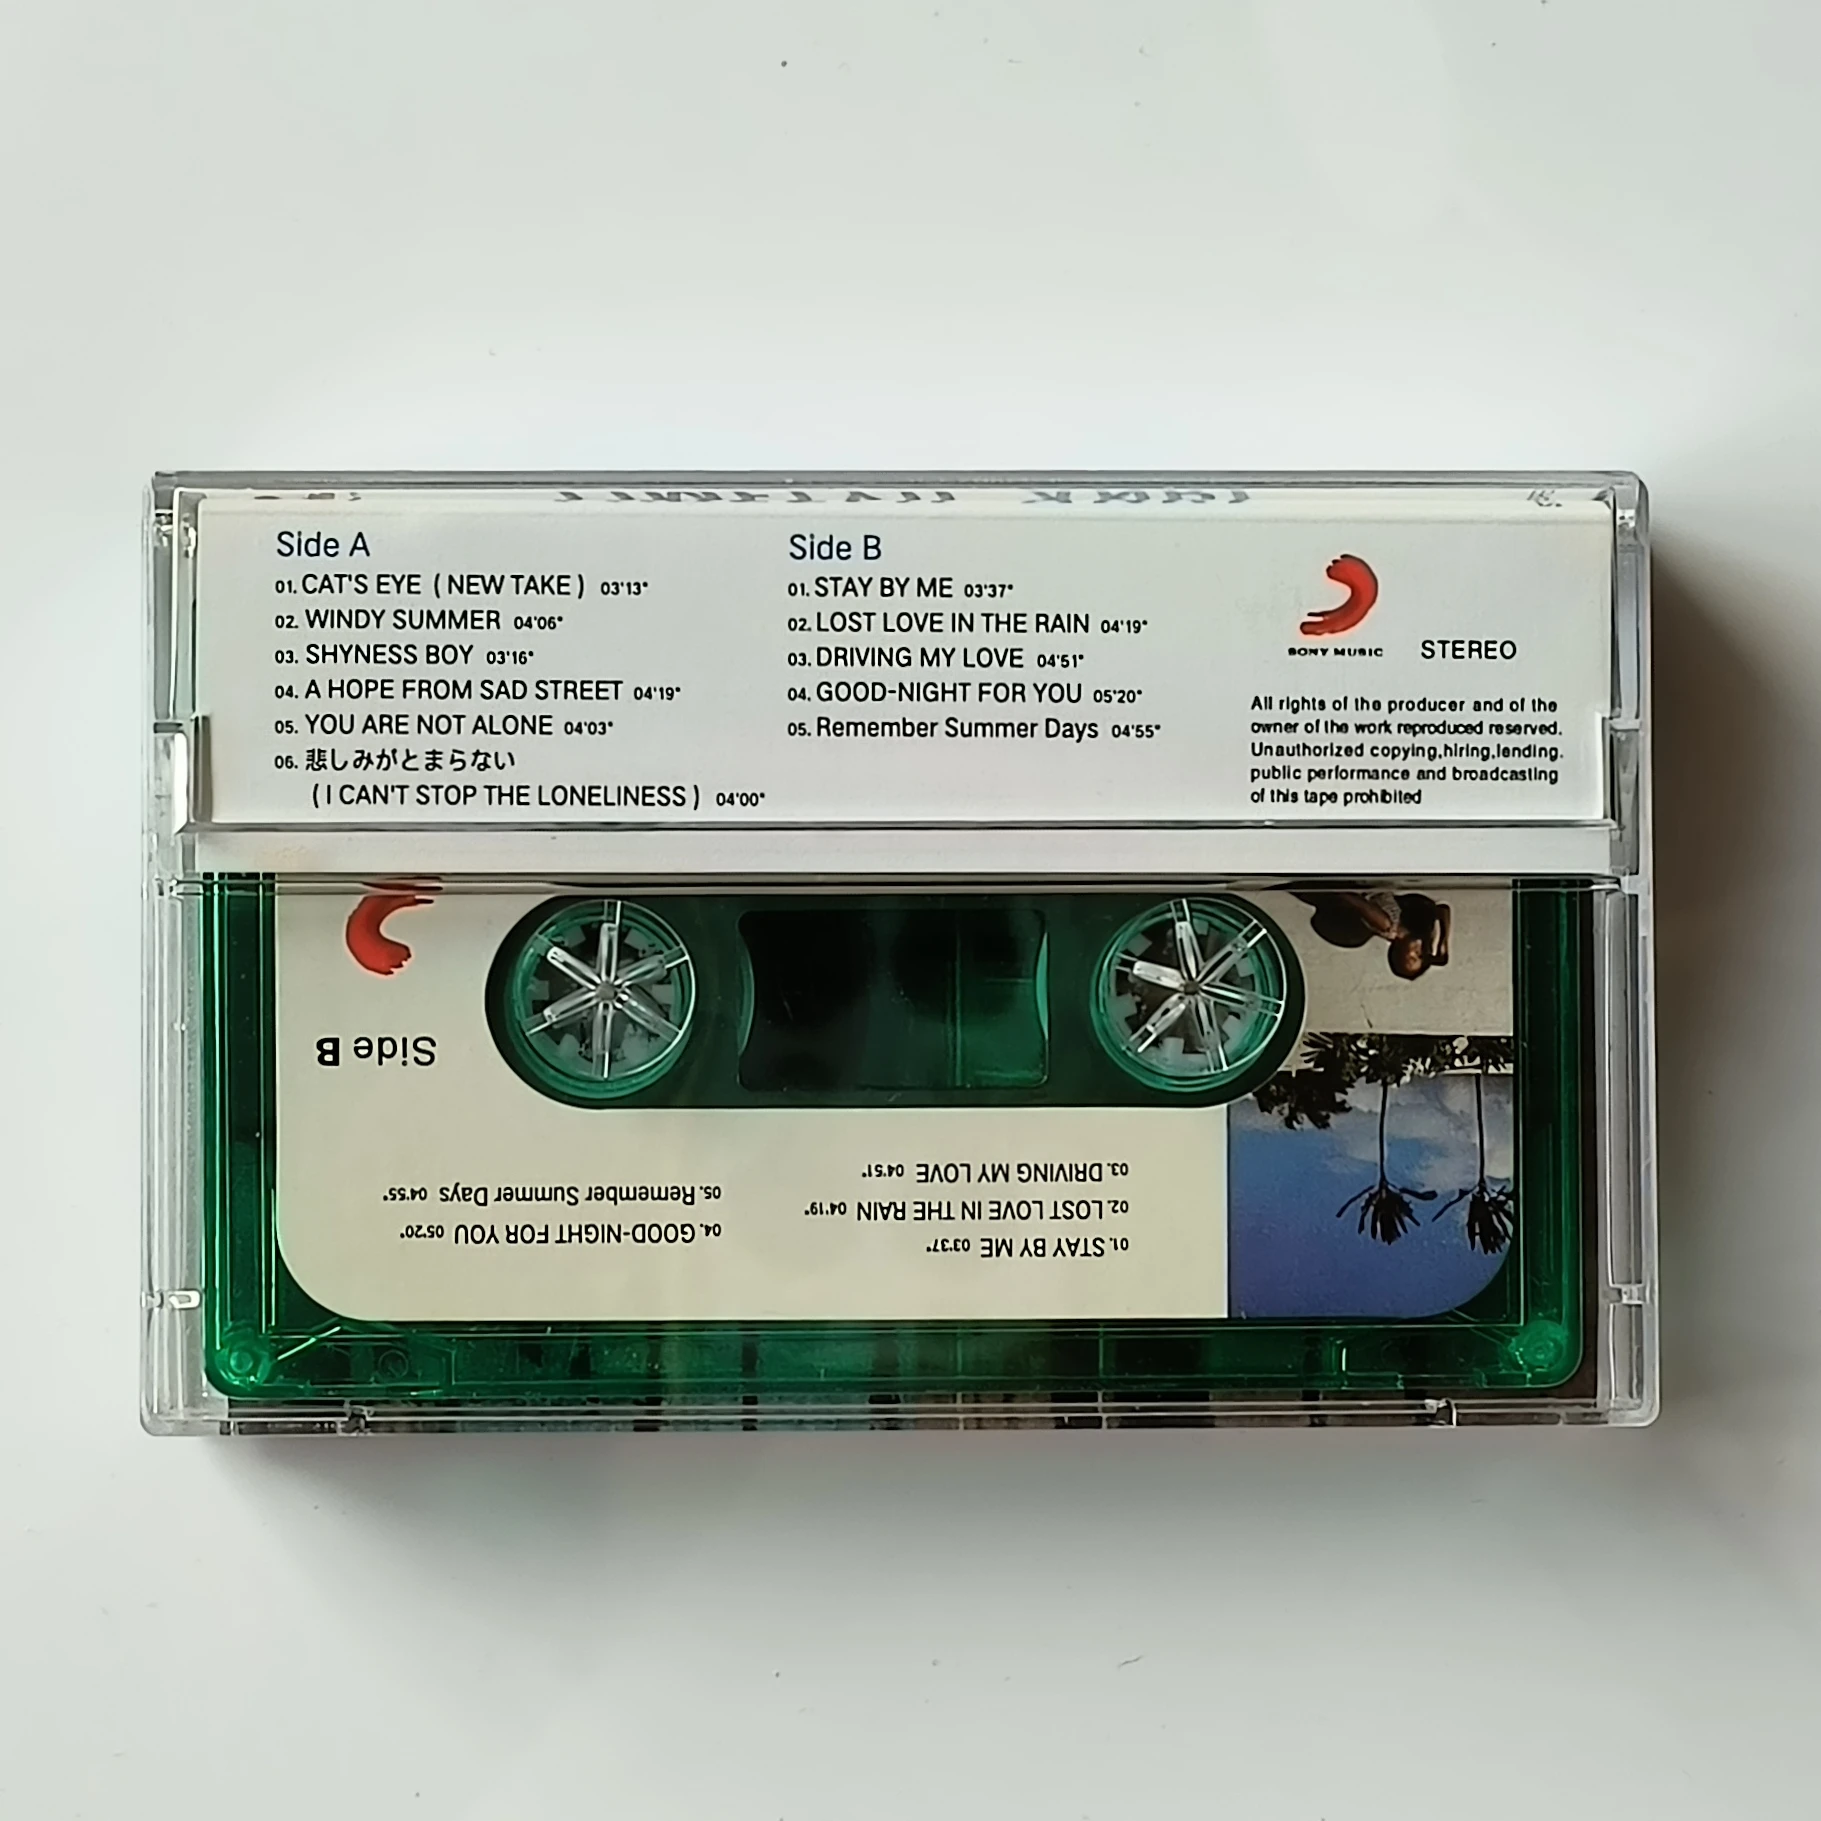 Side A
01. CAT'S EYE ( NEW TAKE ) 03'13"
02. WINDY SUMMER 04'06"
03. SHYNESS BOY 03'16"
04. A HOPE FROM SAD STREET 04'19"
05. YOU ARE NOT ALONE 04'03"
06. 悲しみがとまらない
( I CAN'T STOP THE LONELINESS ) 04'00"
Side B
01. STAY BY ME 03'37"
02. LOST LOVE IN THE RAIN 04'19"
03. DRIVING MY LOVE 04'51"
04. GOOD-NIGHT FOR YOU 05'20"
05. Remember Summer Days 04'55"
SONY MUSIC
STEREO
All rights of the producer and of the
owner of the work reproduced reserved.
Unauthorized copying,hiring,lending.
public performance and broadcasting
of this tape prohibited
Side B
01. STAY BY ME 03'37"
02. LOST LOVE IN THE RAIN 04'19"
03. DRIVING MY LOVE 04'51"
04. GOOD-NIGHT FOR YOU 05'20"
05. Remember Summer Days 04'55"